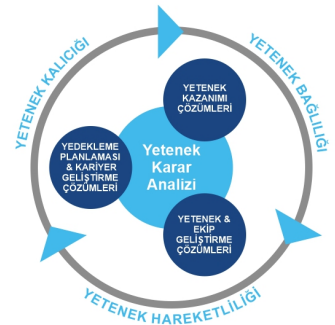 YETENEK KALICIĞI
YETENEK BAĞLILIĞI
YETENEK
KAZANIMI
ÇÖZÜMLERİ
Yetenek
Karar
Analizi
YEDEKLEME
PLANLAMASI
& KARİYER
GELİŞTİRME
ÇÖZÜMLERİ
YETENEK &
EKİP
GELİŞTİRME
ÇÖZÜMLERİ
YETENEK HAREKETLİLİĞİ